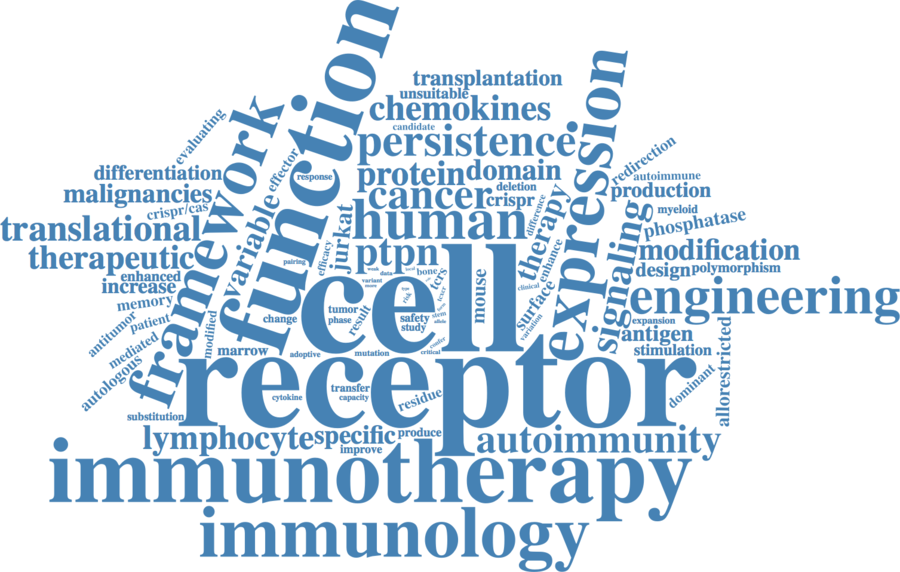 function
transplantation
unsuitable
chemokines
candidate
persistence
expression
framework
evaluating
differentiation
effector
response
protein
domain
deletion
redirection
autoimmune
malignancies
crispr/cas
variable
cancer
crispr
difference
production
myeloid
phosphatase
translational
jurkat
human
therapy
signaling
therapeutic
efficacy
ptpn
enhance
modification
enhanced
pairing
weak
data
bone
tcrs
mouse
clinical
surface
design
polymorphism
increase
variant
cell
engineering
memory
antitumor
patient
modified
change
tumor
phase
result
risk
safety
study
stem
variation
expansion
antigen
stimulation
mediated
autologous
marrow
adoptive
mutation
critical
confer
receptor
allorestricted
dominant
substitution
cytokine
transfer
capacity
residue
lymphocyte
specific
produce
improve
autoimmunity
immunotherapy
immunology